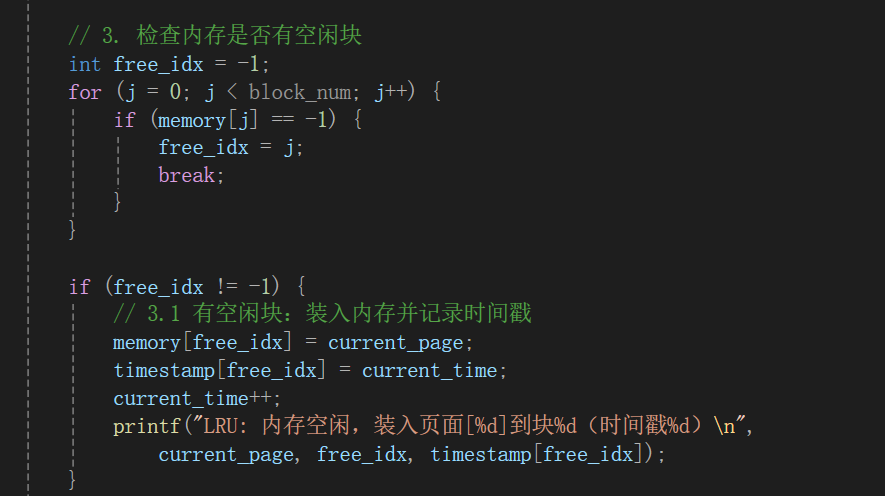 // 3. 检查内存是否有空闲块
int free_idx = -1;
for (j = 0; j < block_num; j++) {
if (memory[j] == -1) {
free_idx = j;
break;
}
}
if (free_idx != -1) {
// 3.1 有空闲块：装入内存并记录时间戳
memory[free_idx] = current_page;
timestamp[free_idx] = current_time;
current_time++;
printf("LRU: 内存空闲，装入页面[%d]到块%d（时间戳%d）\n",
current_page, free_idx, timestamp[free_idx]);
}